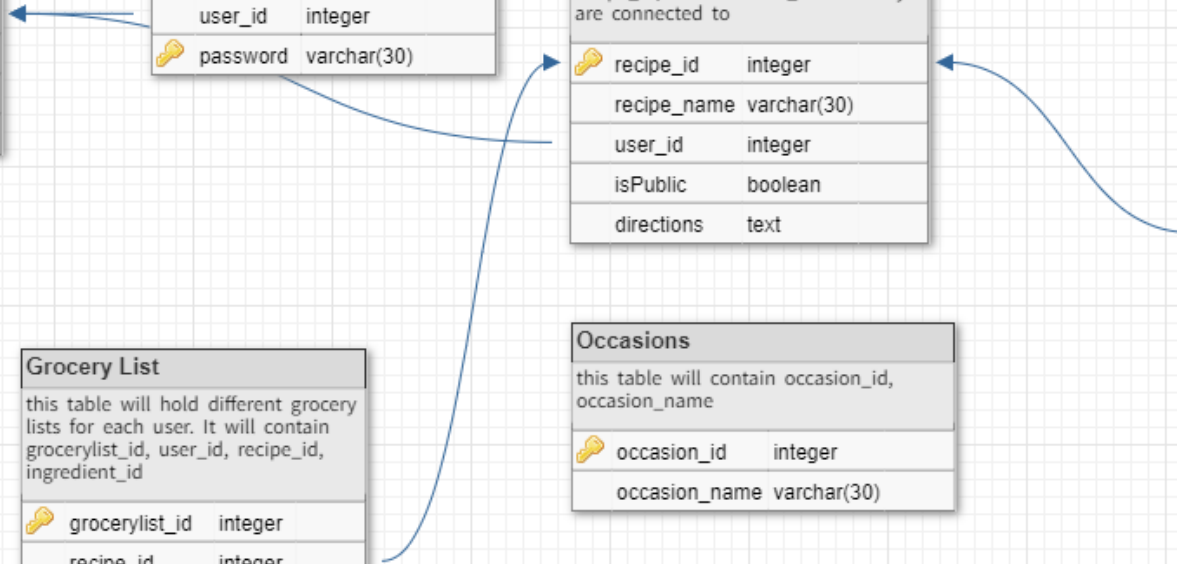 user_id integer
password varchar(30)
are connected to
recipe_id integer
recipe_name varchar(30)
user_id integer
isPublic boolean
directions text
Grocery List
this table will hold different grocery
lists for each user. It will contain
grocerylist_id, user_id, recipe_id,
ingredient_id
grocerylist_id integer
recipe_id integer
Occasions
this table will contain occasion_id,
occasion_name
occasion_id integer
occasion_name varchar(30)